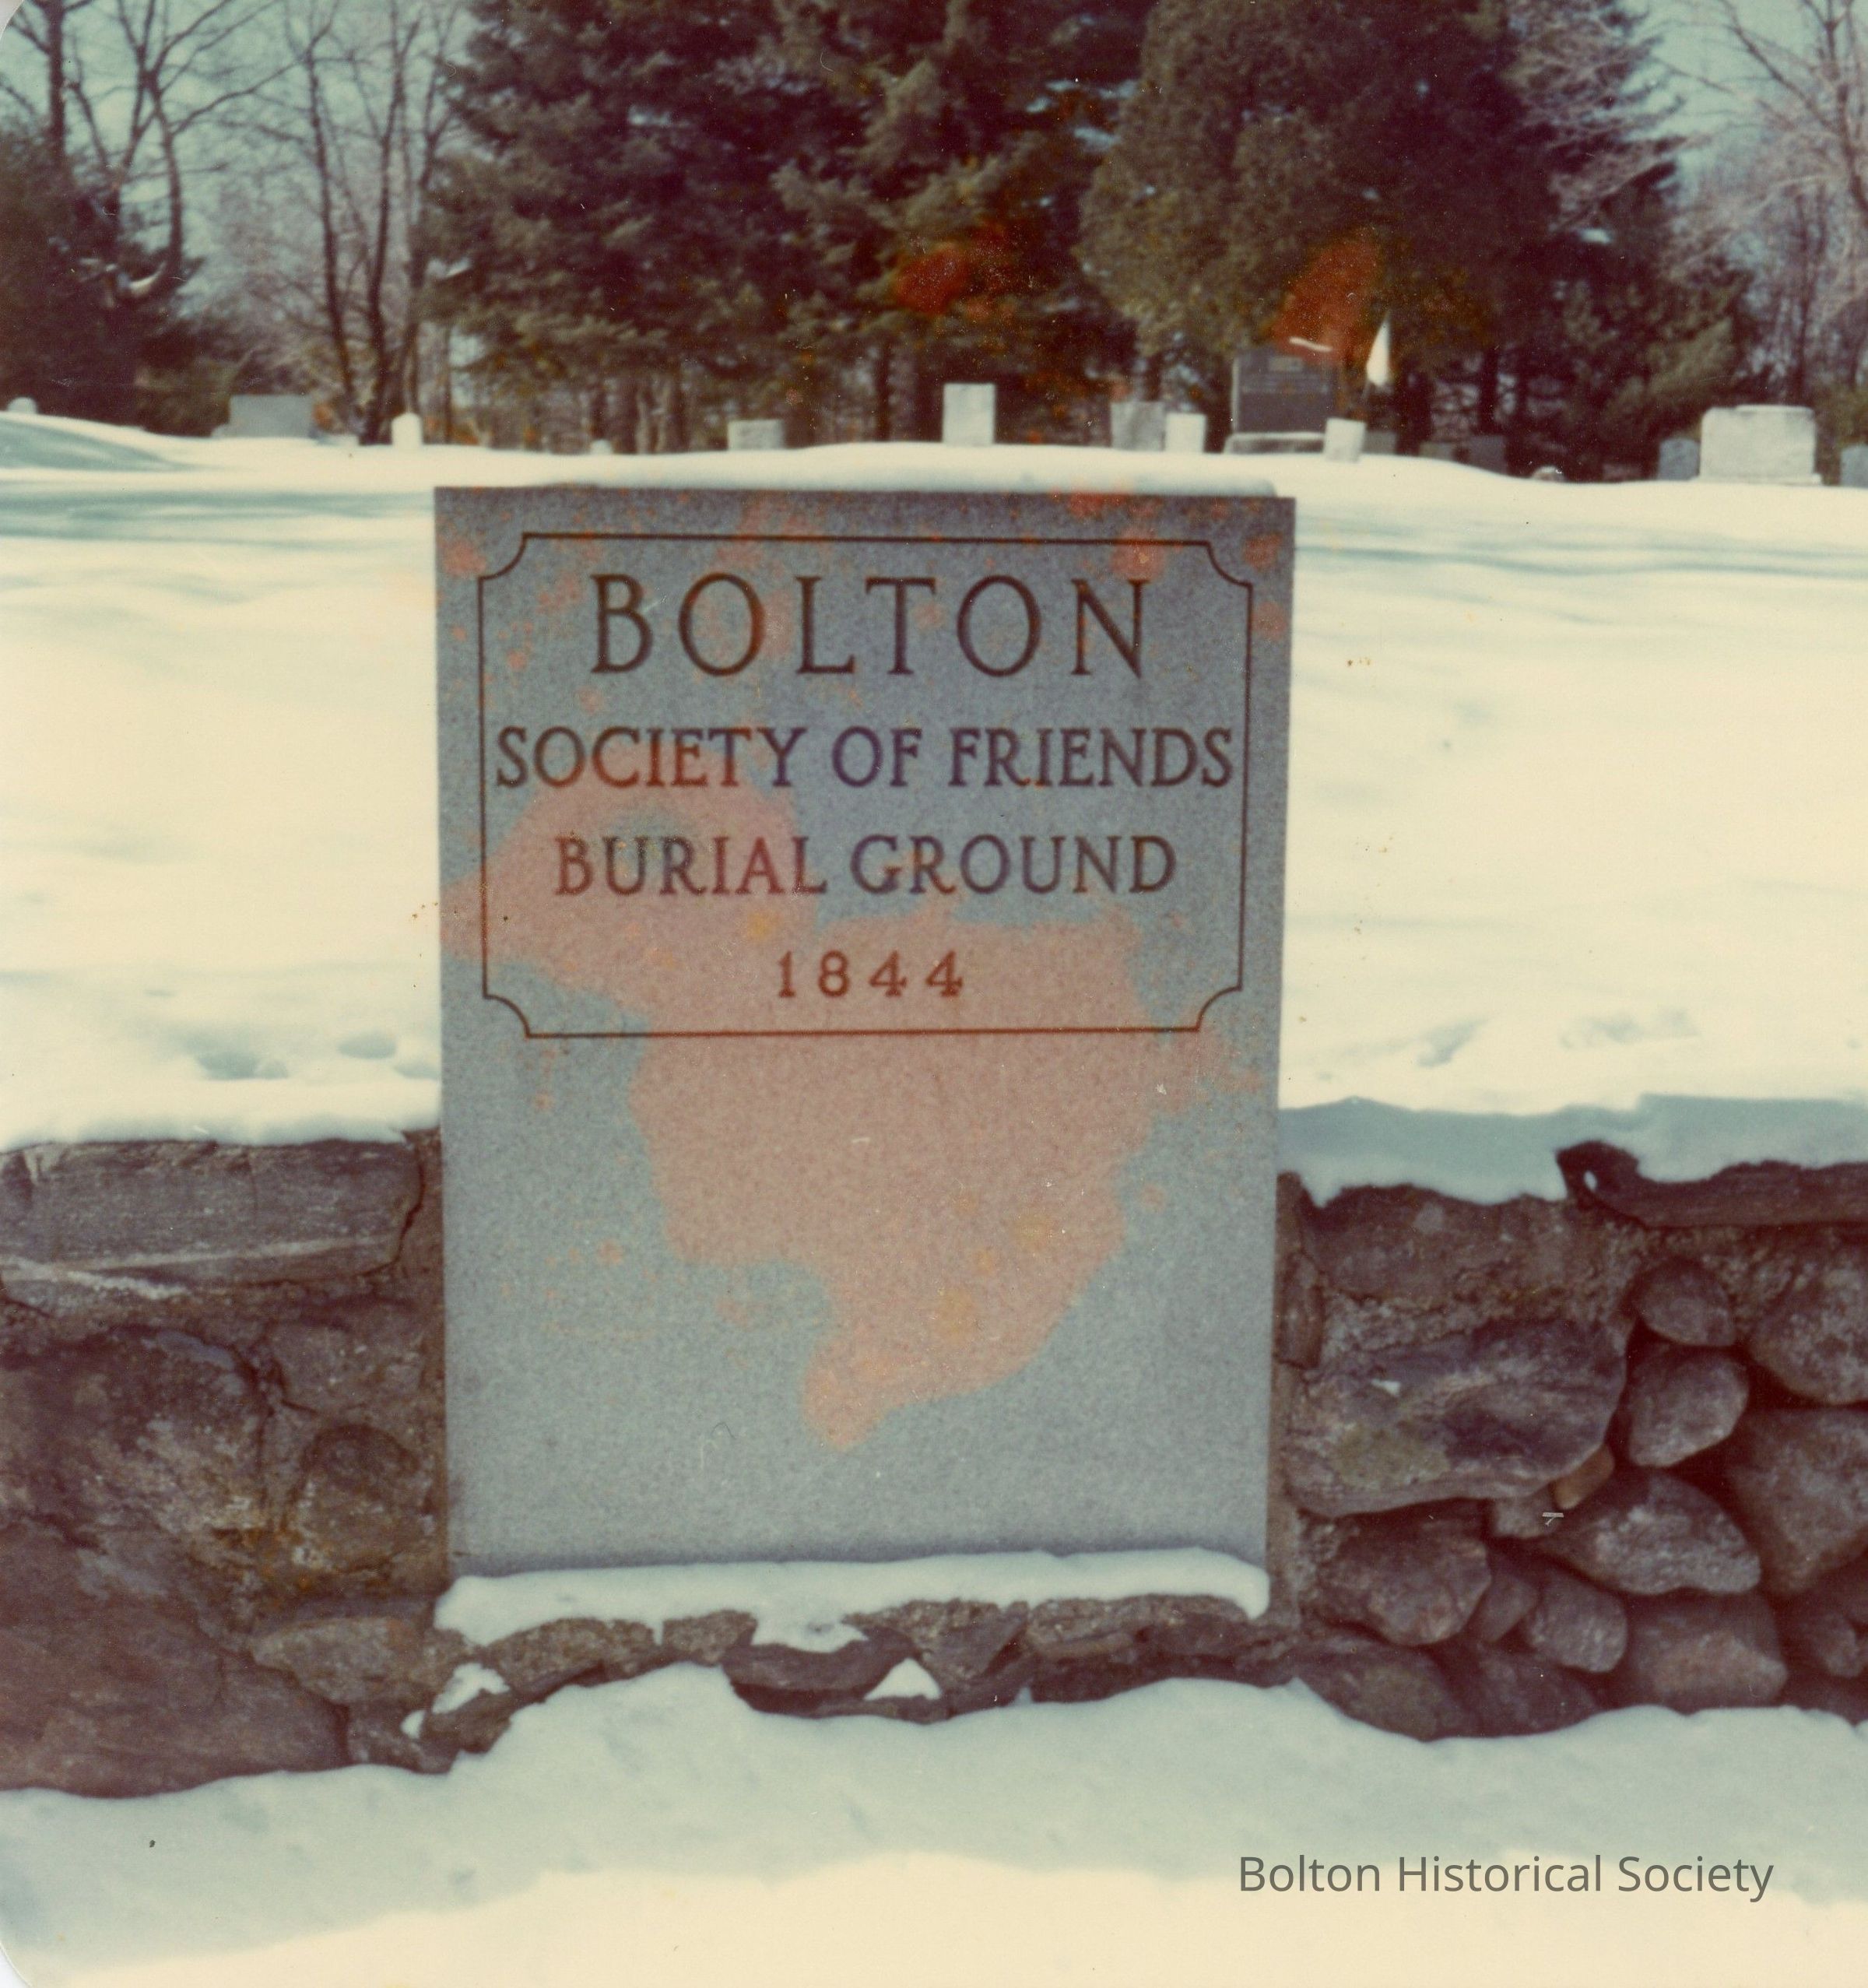 BOLTON
SOCIETY OF FRIENDS
BURIAL GROUND
1844
Bolton Historical Society